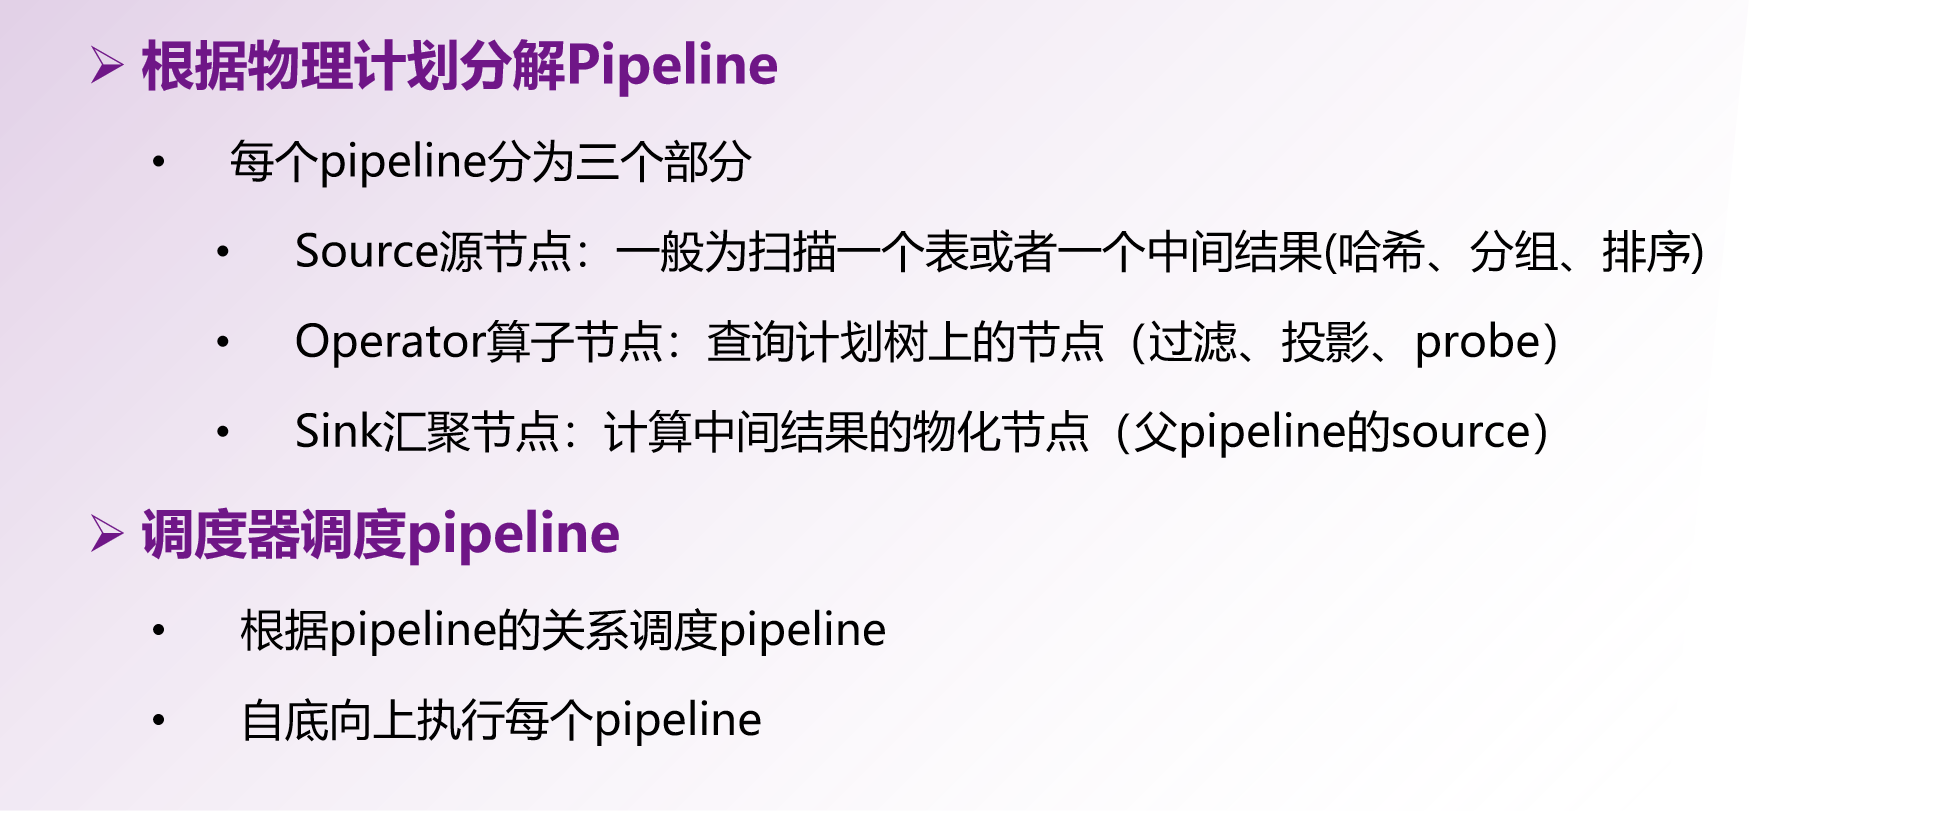 ➢ 根据物理计划分解Pipeline
• 每个pipeline分为三个部分
• Source源节点：一般为扫描一个表或者一个中间结果(哈希、分组、排序)
• Operator算子节点：查询计划树上的节点（过滤、投影、probe）
• Sink汇聚节点：计算中间结果的物化节点（父pipeline的source）
➢ 调度器调度pipeline
• 根据pipeline的关系调度pipeline
• 自底向上执行每个pipeline